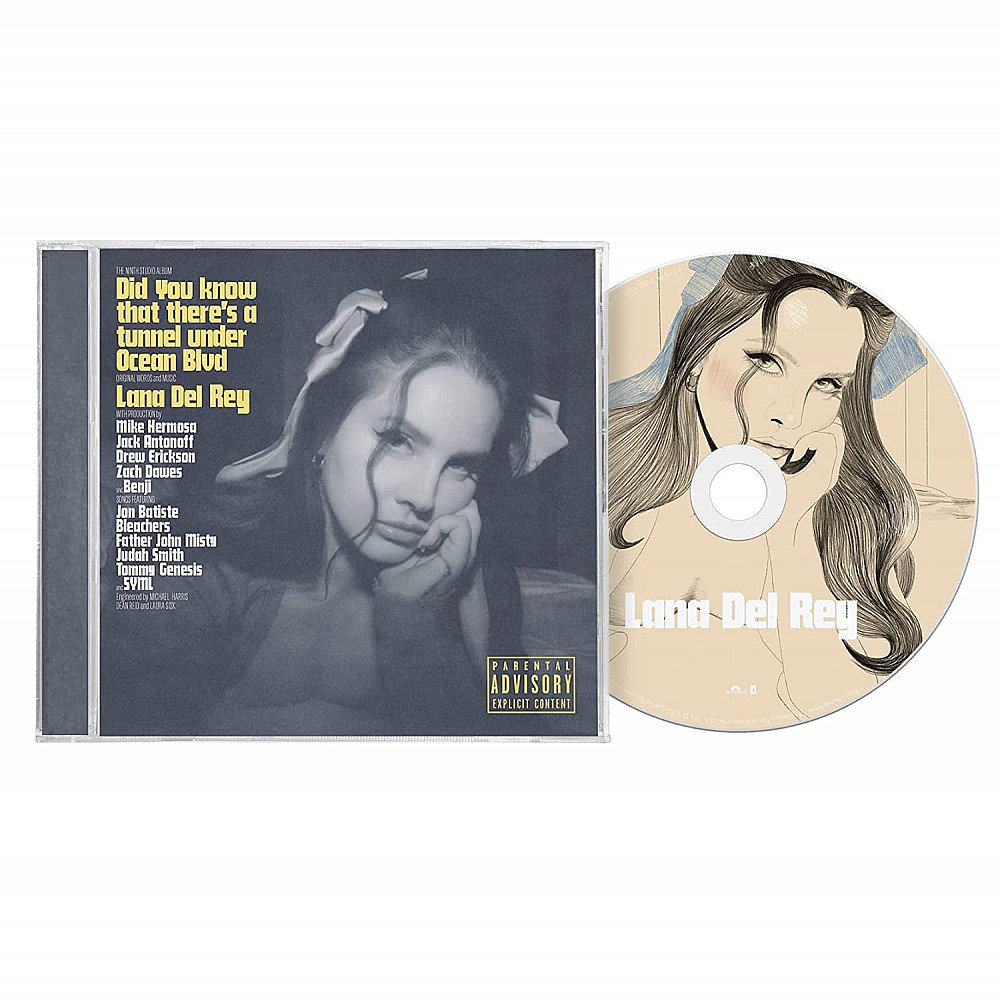 THE NINTH STUDIO ALBUM
Did you know
that there's a
tunnel under
Ocean Blvd
ORIGINAL WORDS and MUSIC
Lana Del Rey
WITH PRODUCTION by
Mike Hermosa
Jack Antonoff
Drew Erickson
Zach Dawes
and Benji
SONGS FEATURING
Jon Batiste
Bleachers
Father John Misty
Judah Smith
Tommy Genesis
and SYML
Engineered by MICHAEL HARRIS
DEAN REID and LAURA SISK
PARENTAL
ADVISORY
EXPLICIT CONTENT
Lana Del Rey